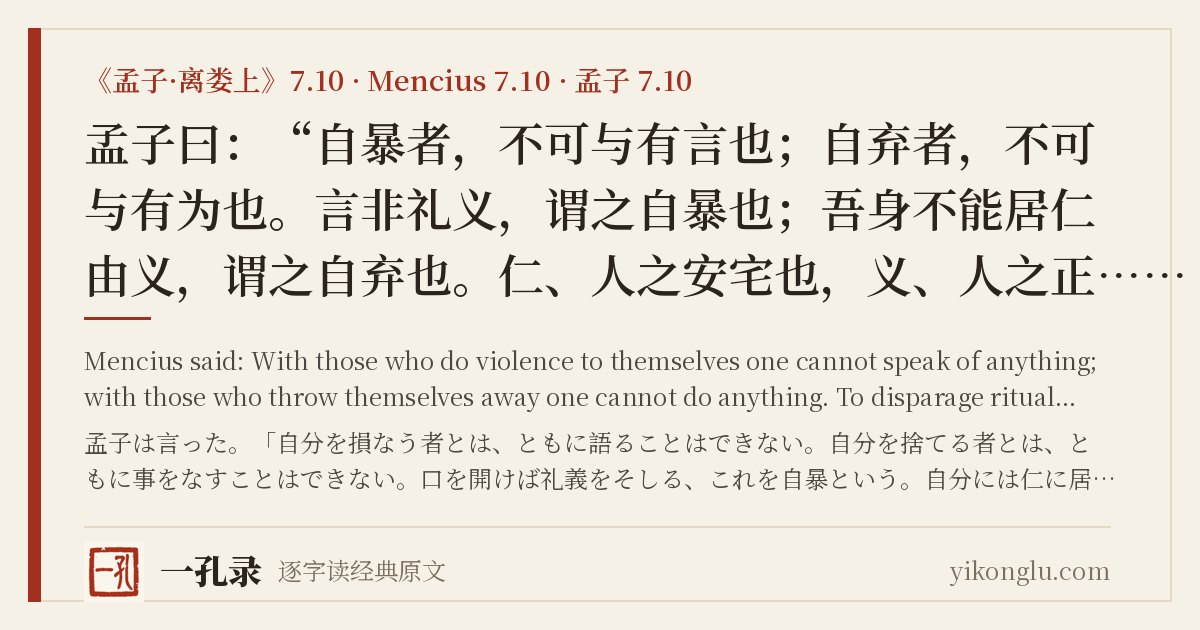 《孟子·离娄上》7.10 · Mencius 7.10 · 孟子 7.10
孟子曰：“自暴者，不可与有言也；自弃者，不可
与有为也。言非礼义，谓之自暴也；吾身不能居仁
由义，谓之自弃也。仁、人之安宅也，义、人之正……
Mencius said: With those who do violence to themselves one cannot speak of anything;
with those who throw themselves away one cannot do anything. To disparage ritual...
孟子は言った。「自分を損なう者とは、ともに語ることはできない。自分を捨てる者とは、と
もに事をなすことはできない。口を開けば礼義をそしる、これを自暴という。自分には仁に居…
一孔
一孔录 逐字读经典原文 yikonglu.com